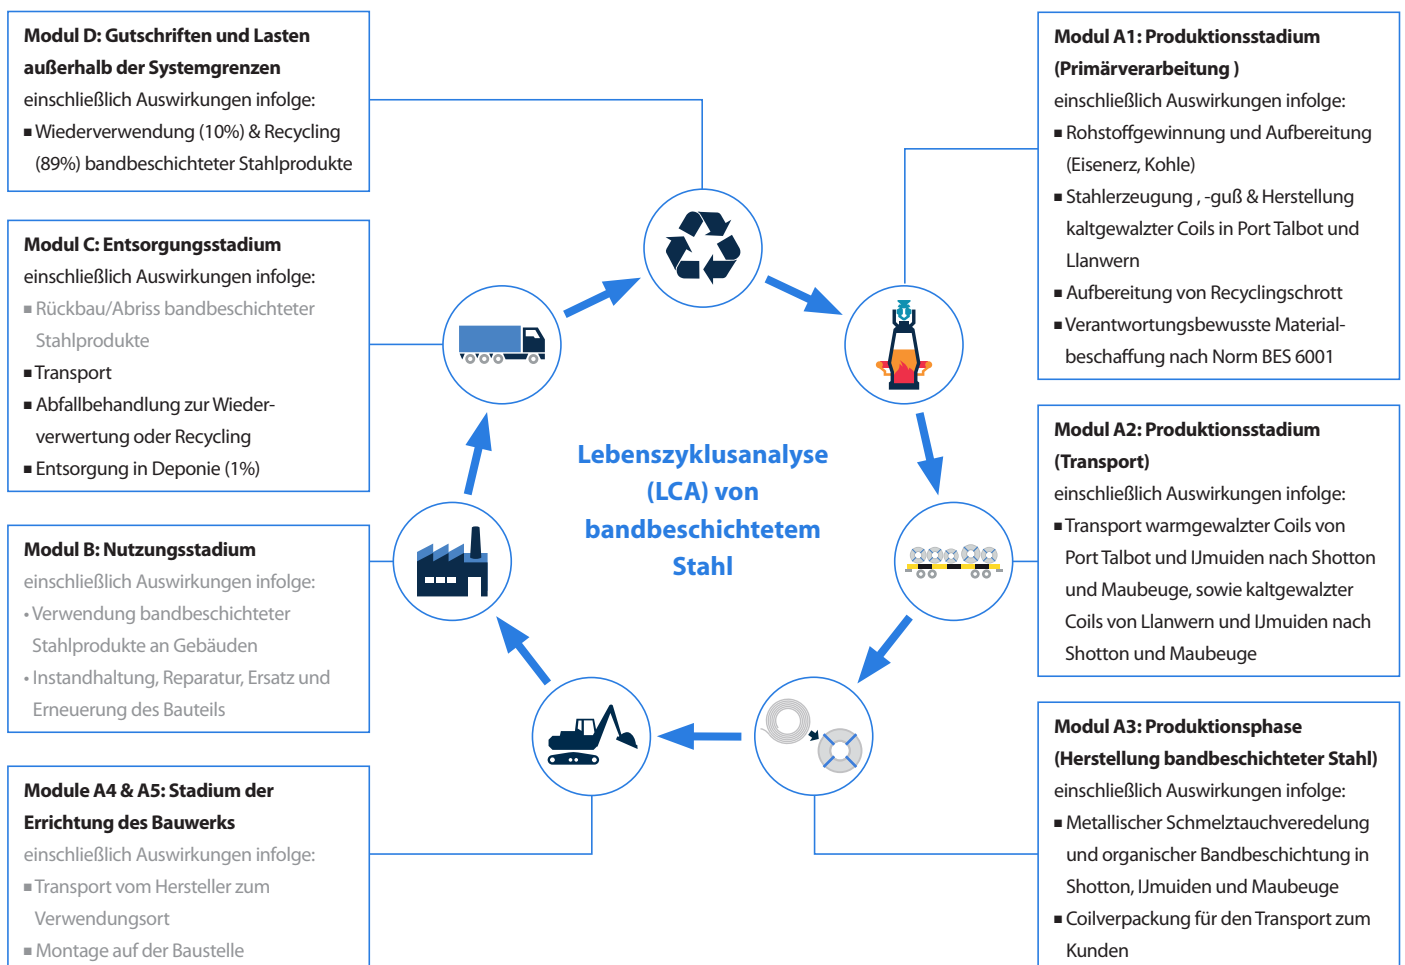 Modul D: Gutschriften und Lasten
außerhalb der Systemgrenzen
einschließlich Auswirkungen infolge:
▪ Wiederverwendung (10%) & Recycling
(89%) bandbeschichteter Stahlprodukte
Modul C: Entsorgungsstadium
einschließlich Auswirkungen infolge:
▪ Rückbau/Abriss bandbeschichteter
Stahlprodukte
▪ Transport
▪ Abfallbehandlung zur Wieder-
verwertung oder Recycling
▪ Entsorgung in Deponie (1%)
Modul B: Nutzungsstadium
einschließlich Auswirkungen infolge:
• Verwendung bandbeschichteter
Stahlprodukte an Gebäuden
• Instandhaltung, Reparatur, Ersatz und
Erneuerung des Bauteils
Module A4 & A5: Stadium der
Errichtung des Bauwerks
einschließlich Auswirkungen infolge:
▪ Transport vom Hersteller zum
Verwendungsort
▪ Montage auf der Baustelle
Lebenszyklusanalyse
(LCA) von
bandbeschichtetem
Stahl
Modul A1: Produktionsstadium
(Primärverarbeitung )
einschließlich Auswirkungen infolge:
▪ Rohstoffgewinnung und Aufbereitung
(Eisenerz, Kohle)
▪ Stahlerzeugung , -guß & Herstellung
kaltgewalzter Coils in Port Talbot und
Llanwern
▪ Aufbereitung von Recyclingschrott
▪ Verantwortungsbewusste Material-
beschaffung nach Norm BES 6001
Modul A2: Produktionsstadium
(Transport)
einschließlich Auswirkungen infolge:
▪ Transport warmgewalzter Coils von
Port Talbot und IJmuiden nach Shotton
und Maubeuge, sowie kaltgewalzter
Coils von Llanwern und IJmuiden nach
Shotton und Maubeuge
Modul A3: Produktionsphase
(Herstellung bandbeschichteter Stahl)
einschließlich Auswirkungen infolge:
▪ Metallischer Schmelztauchveredelung
und organischer Bandbeschichtung in
Shotton, IJmuiden und Maubeuge
▪ Coilverpackung für den Transport zum
Kunden